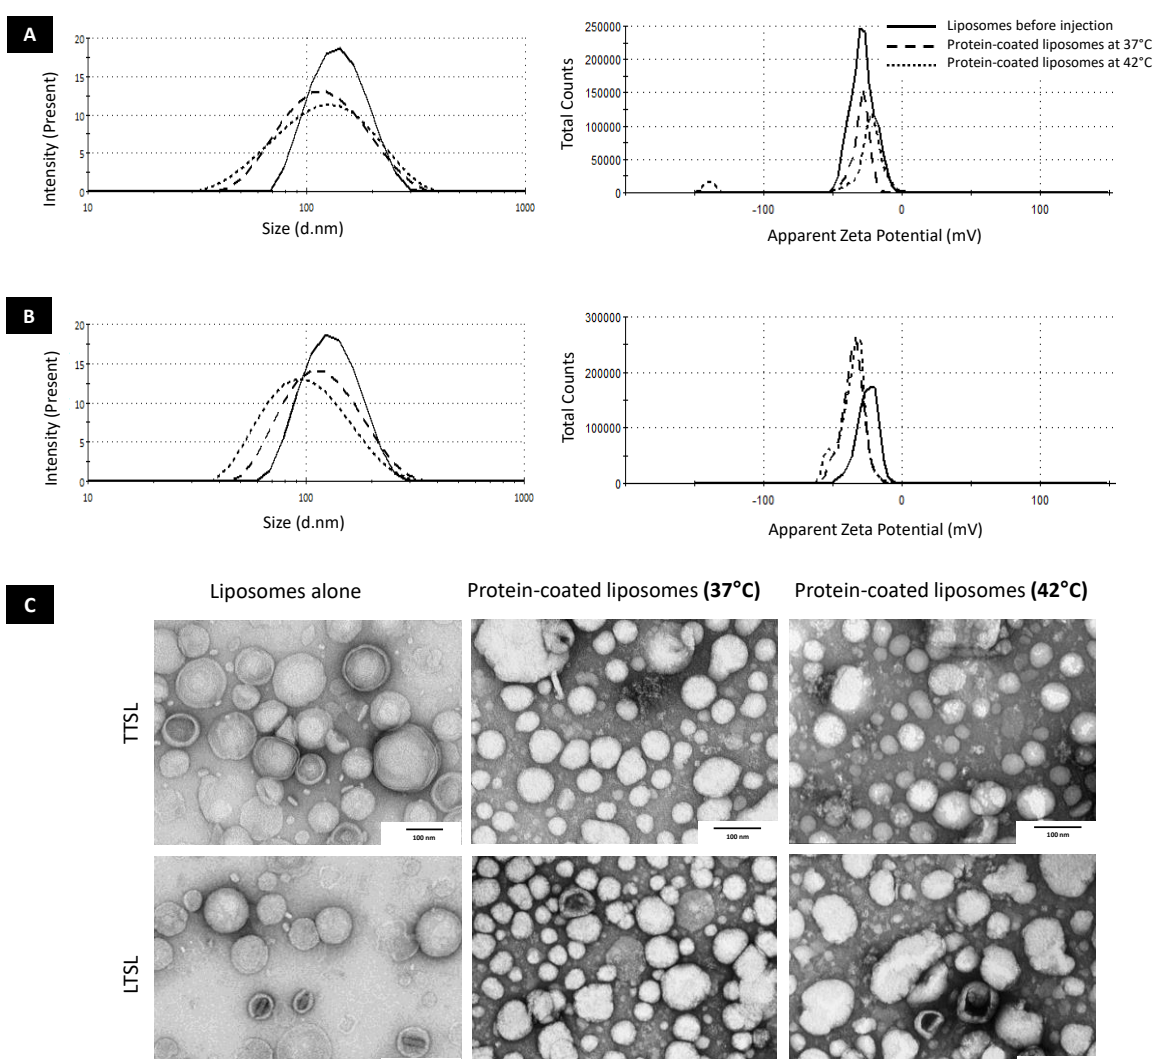 A
Intensity (Present)
20
15
10
5
0
10
100
1000
Size (d.nm)
Total Counts
250000
200000
150000
100000
50000
0
-100
0
100
Apparent Zeta Potential (mV)
Liposomes before injection
Protein-coated liposomes at 37°C
Protein-coated liposomes at 42°C
B
Intensity (Present)
20
15
10
5
0
10
100
1000
Size (d.nm)
Total Counts
300000
200000
100000
0
-100
0
100
Apparent Zeta Potential (mV)
C
Liposomes alone
Protein-coated liposomes (37°C)
Protein-coated liposomes (42°C)
TTSL
100 nm
100 nm
100 nm
LTSL